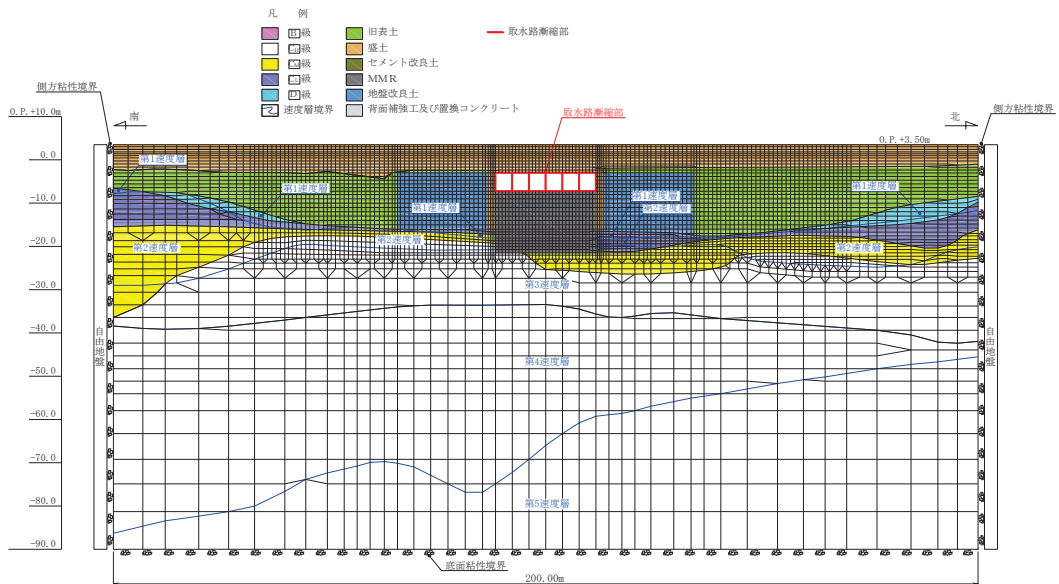 凡 例
B級
CH級
CM級
CL級
D級
速度層境界
旧表土
盛土
セメント改良土
MMR
地盤改良土
背面補強工及び置換コンクリート
取水路漸縮部
側方粘性境界
取水路漸縮部
側方粘性境界
O.P.+10.0m
南
北
O.P.+3.50m
0.0
-10.0
-20.0
-30.0
-40.0
-50.0
-60.0
-70.0
-80.0
-90.0
第1速度層
第1速度層
第1速度層
第1速度層
第1速度層
第2速度層
第2速度層
第2速度層
第2速度層
第3速度層
第4速度層
第5速度層
自由地盤
自由地盤
底面粘性境界
200.00m